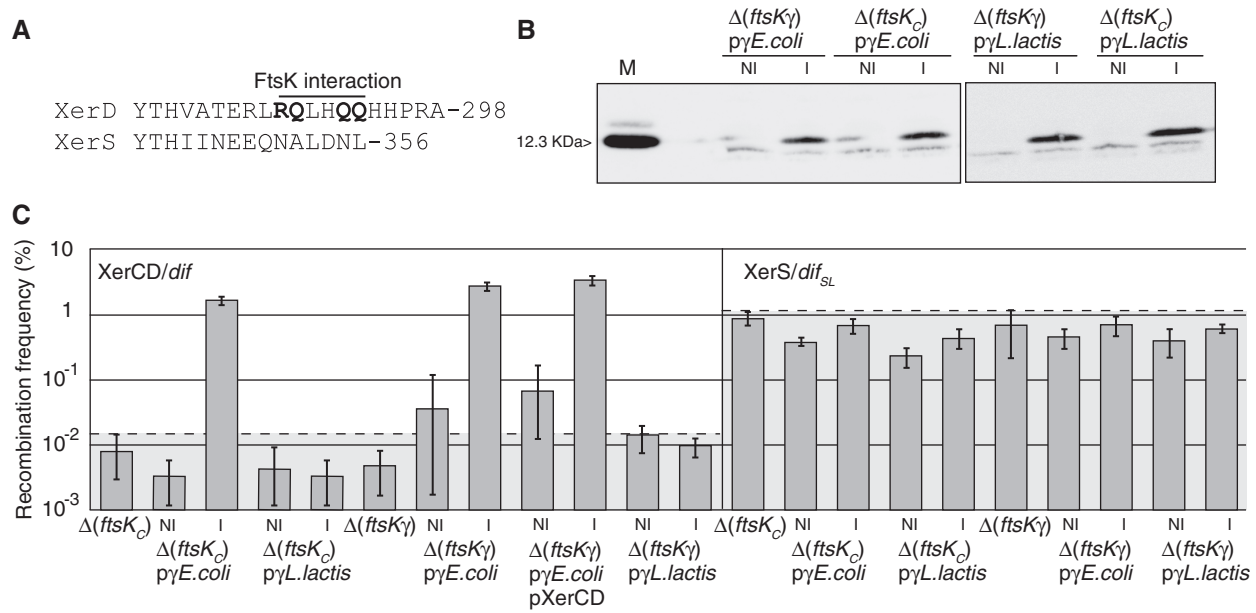 A
FtsK interaction
XerD YTHVATERLRQLHQQHHPRA-298
XerS YTHIINEEQNALDNL-356
B
Δ(ftsKγ) Δ(ftsKC) Δ(ftsKγ) Δ(ftsKC)
pγE.coli pγE.coli pγL.lactis pγL.lactis
M NI I NI I NI I NI I
12.3 KDa>
C
Recombination frequency (%)
10
1
10-1
10-2
10-3
XerCD/dif
XerS/difSL
Δ(ftsKC) NI I NI I Δ(ftsKγ) NI I NI I NI I
Δ(ftsKC) Δ(ftsKC) Δ(ftsKγ) Δ(ftsKγ) Δ(ftsKγ)
pγE.coli pγL.lactis pγE.coli pγE.coli pγL.lactis
pXerCD
Δ(ftsKC) NI I NI I Δ(ftsKγ) NI I NI I
Δ(ftsKC) Δ(ftsKC) Δ(ftsKγ) Δ(ftsKγ)
pγE.coli pγL.lactis pγE.coli pγL.lactis